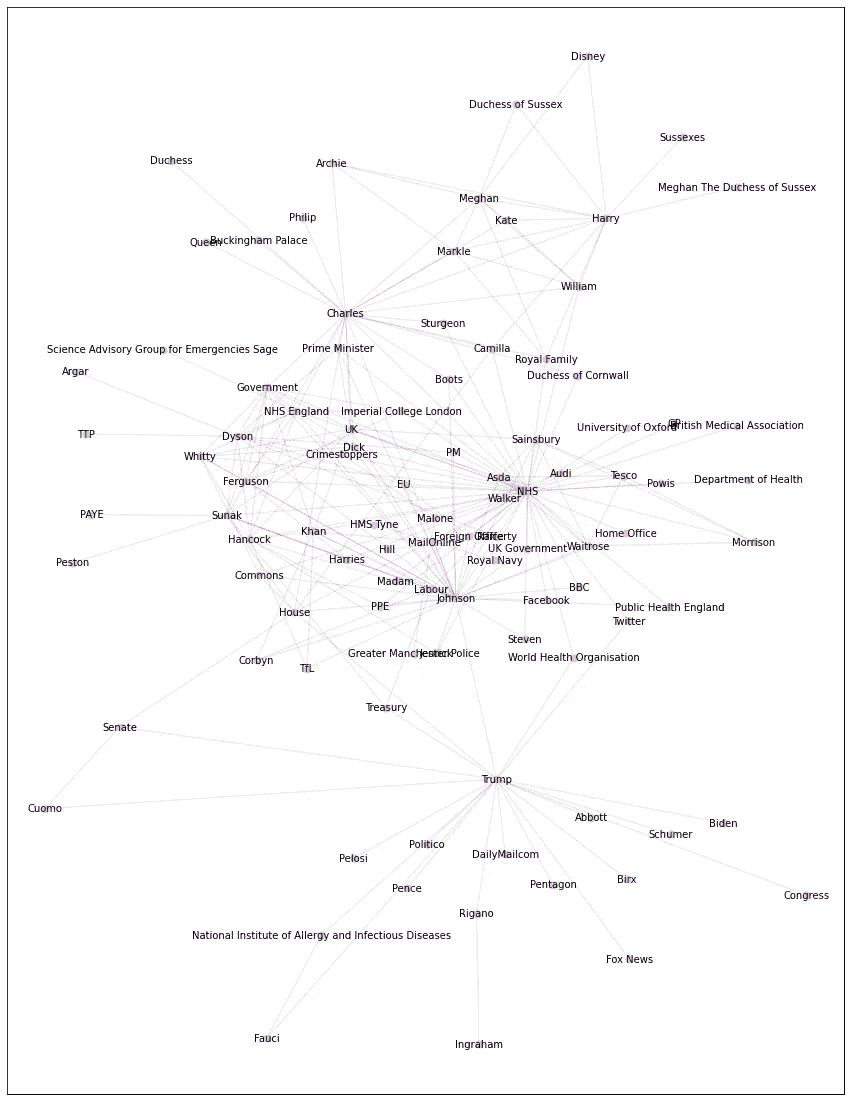 Disney
Duchess of Sussex
Sussexes
Duchess
Archie
Meghan The Duchess of Sussex
Meghan
Philip
Kate
Harry
Queen
Buckingham Palace
Markle
William
Charles
Sturgeon
Science Advisory Group for Emergencies Sage
Prime Minister
Camilla
Royal Family
Argar
Duchess of Cornwall
Boots
Government
NHS England
Imperial College London
UK
University of Oxford
GP
British Medical Association
TTP
Dyson
Sainsbury
Dick
Whitty
Crimestoppers
PM
Asda
Audi
Tesco
Ferguson
EU
NHS
Powis
Department of Health
Walker
PAYE
Sunak
HMS Tyne
Malone
Khan
Hancock
MailOnline
Foreign Office
Rafferty
Home Office
Hill
UK Government
Waitrose
Morrison
Peston
Harries
Royal Navy
Commons
Madam
Labour
BBC
Johnson
Facebook
House
PPE
Public Health England
Twitter
Steven
Corbyn
Greater Manchester Police
Jenrick
World Health Organisation
TfL
Treasury
Senate
Trump
Cuomo
Abbott
Biden
Schumer
Politico
Pelosi
DailyMailcom
Pence
Pentagon
Birx
Congress
Rigano
National Institute of Allergy and Infectious Diseases
Fox News
Fauci
Ingraham